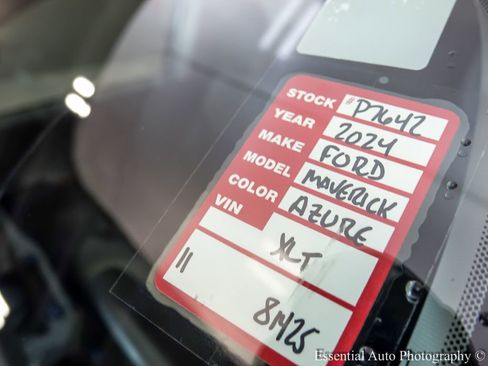 STOCK #P7642
YEAR 2024
MAKE FORD
MODEL MAVERICK
COLOR AZURE
VIN XLT
11 8M25
Essential Auto Photography ©